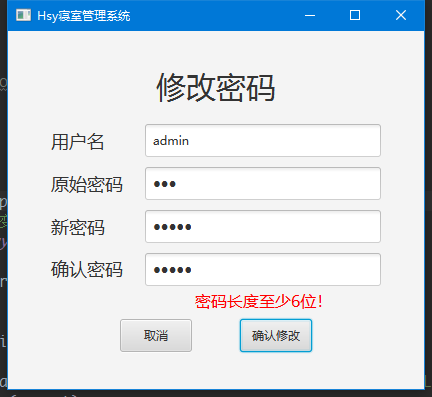 Hsy寝室管理系统
修改密码
用户名 admin
原始密码 •••
新密码 •••••
确认密码 •••••
密码长度至少6位!
取消 确认修改